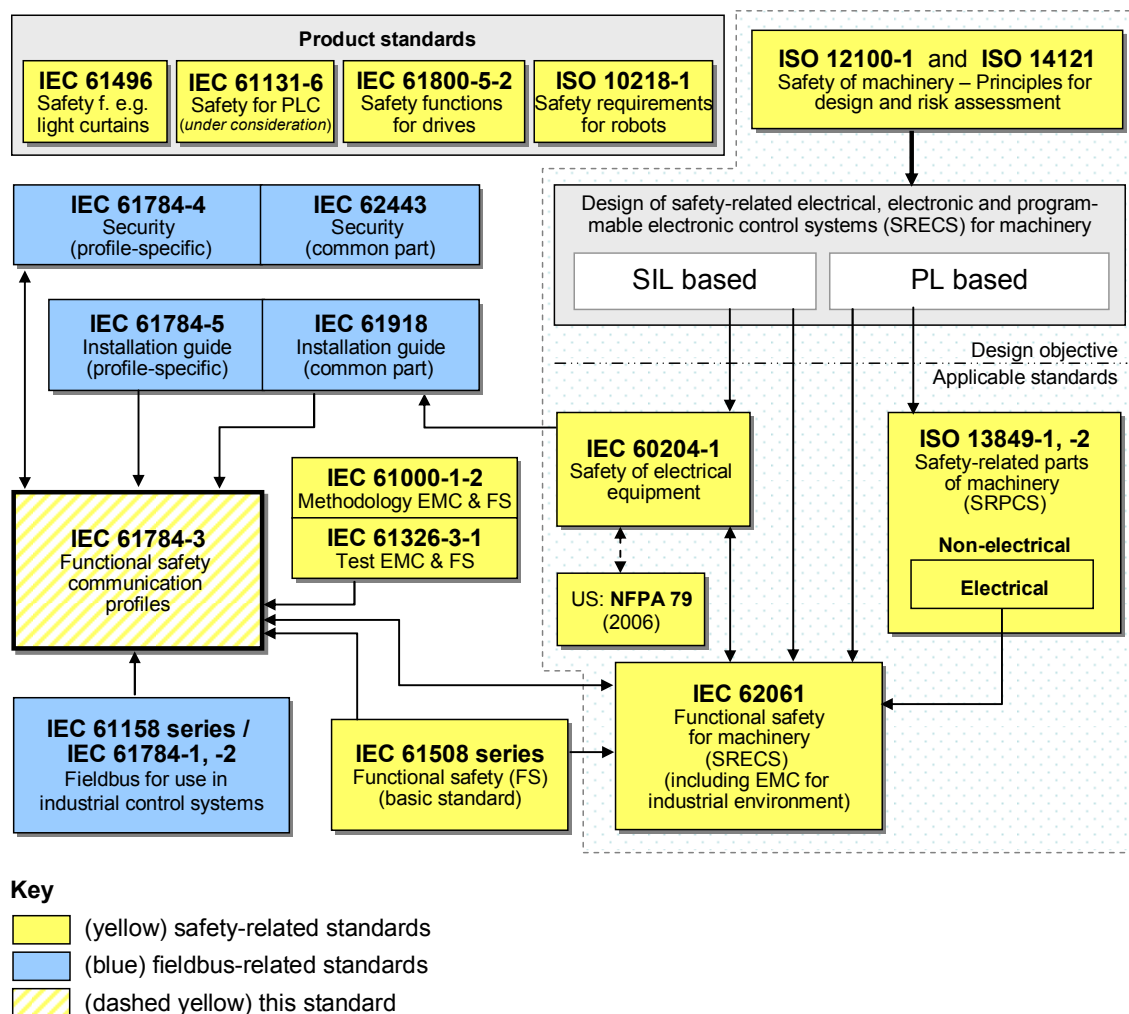 Product standards
IEC 61496
Safety f. e.g.
light curtains
IEC 61131-6
Safety for PLC
(under consideration)
IEC 61800-5-2
Safety functions
for drives
ISO 10218-1
Safety requirements
for robots
ISO 12100-1 and ISO 14121
Safety of machinery – Principles for
design and risk assessment
IEC 61784-4
Security
(profile-specific)
IEC 62443
Security
(common part)
Design of safety-related electrical, electronic and program-
mable electronic control systems (SRECS) for machinery
SIL based
PL based
IEC 61784-5
Installation guide
(profile-specific)
IEC 61918
Installation guide
(common part)
Design objective
Applicable standards
IEC 60204-1
Safety of electrical
equipment
ISO 13849-1, -2
Safety-related parts
of machinery
(SRPCS)
Non-electrical
Electrical
IEC 61000-1-2
Methodology EMC & FS
IEC 61326-3-1
Test EMC & FS
IEC 61784-3
Functional safety
communication
profiles
US: NFPA 79
(2006)
IEC 62061
Functional safety
for machinery
(SRECS)
(including EMC for
industrial environment)
IEC 61158 series /
IEC 61784-1, -2
Fieldbus for use in
industrial control systems
IEC 61508 series
Functional safety (FS)
(basic standard)
Key
(yellow) safety-related standards
(blue) fieldbus-related standards
(dashed yellow) this standard